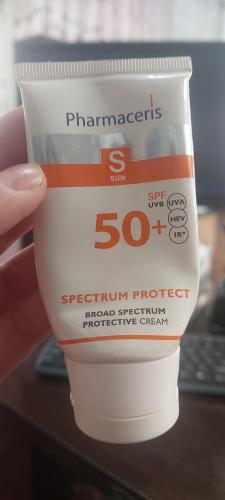 Pharmaceris
S
SUN
SPF
UVB
50+
UVA
HEV
IR*
SPECTRUM PROTECT
BROAD SPECTRUM
PROTECTIVE CREAM